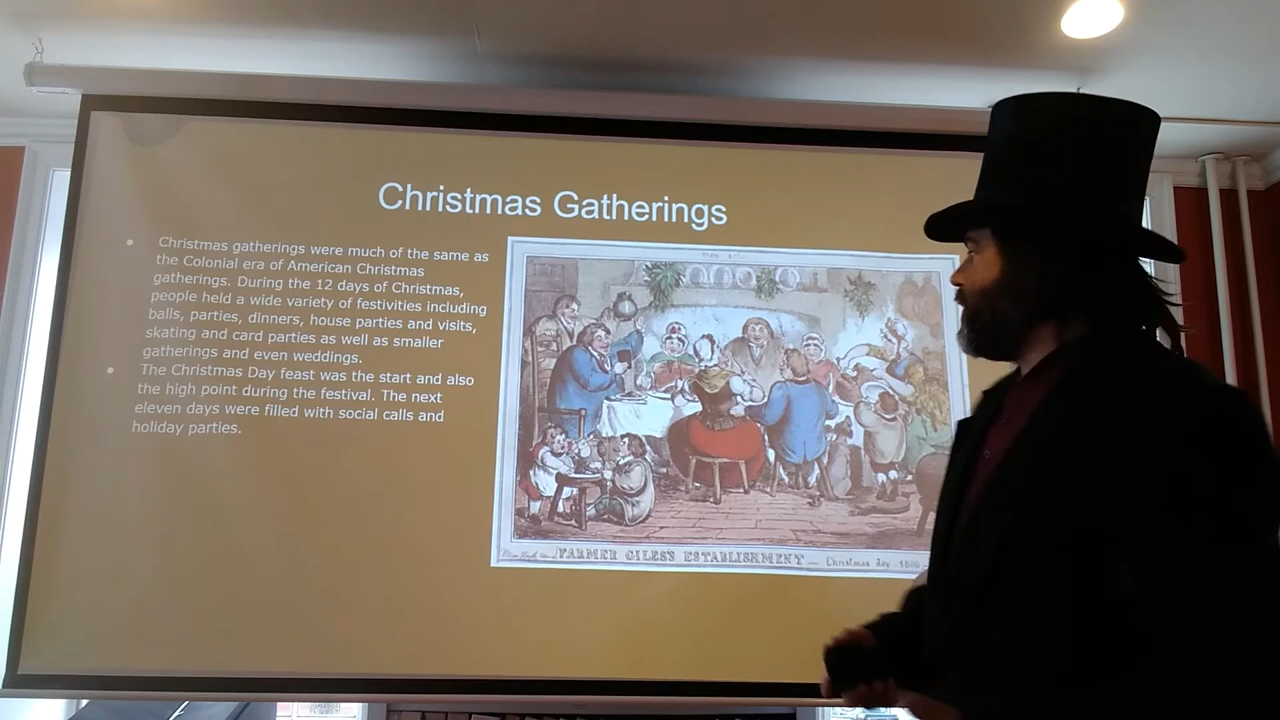 Christmas Gatherings
Christmas gatherings were much of the same as
the Colonial era of American Christmas
gatherings. During the 12 days of Christmas,
people held a wide variety of festivities including
balls, parties, dinners, house parties and visits,
skating and card parties as well as smaller
gatherings and even weddings.
The Christmas Day feast was the start and also
the high point during the festival. The next
eleven days were filled with social calls and
holiday parties.
FARMER GILES'S ESTABLISHMENT — Christmas day